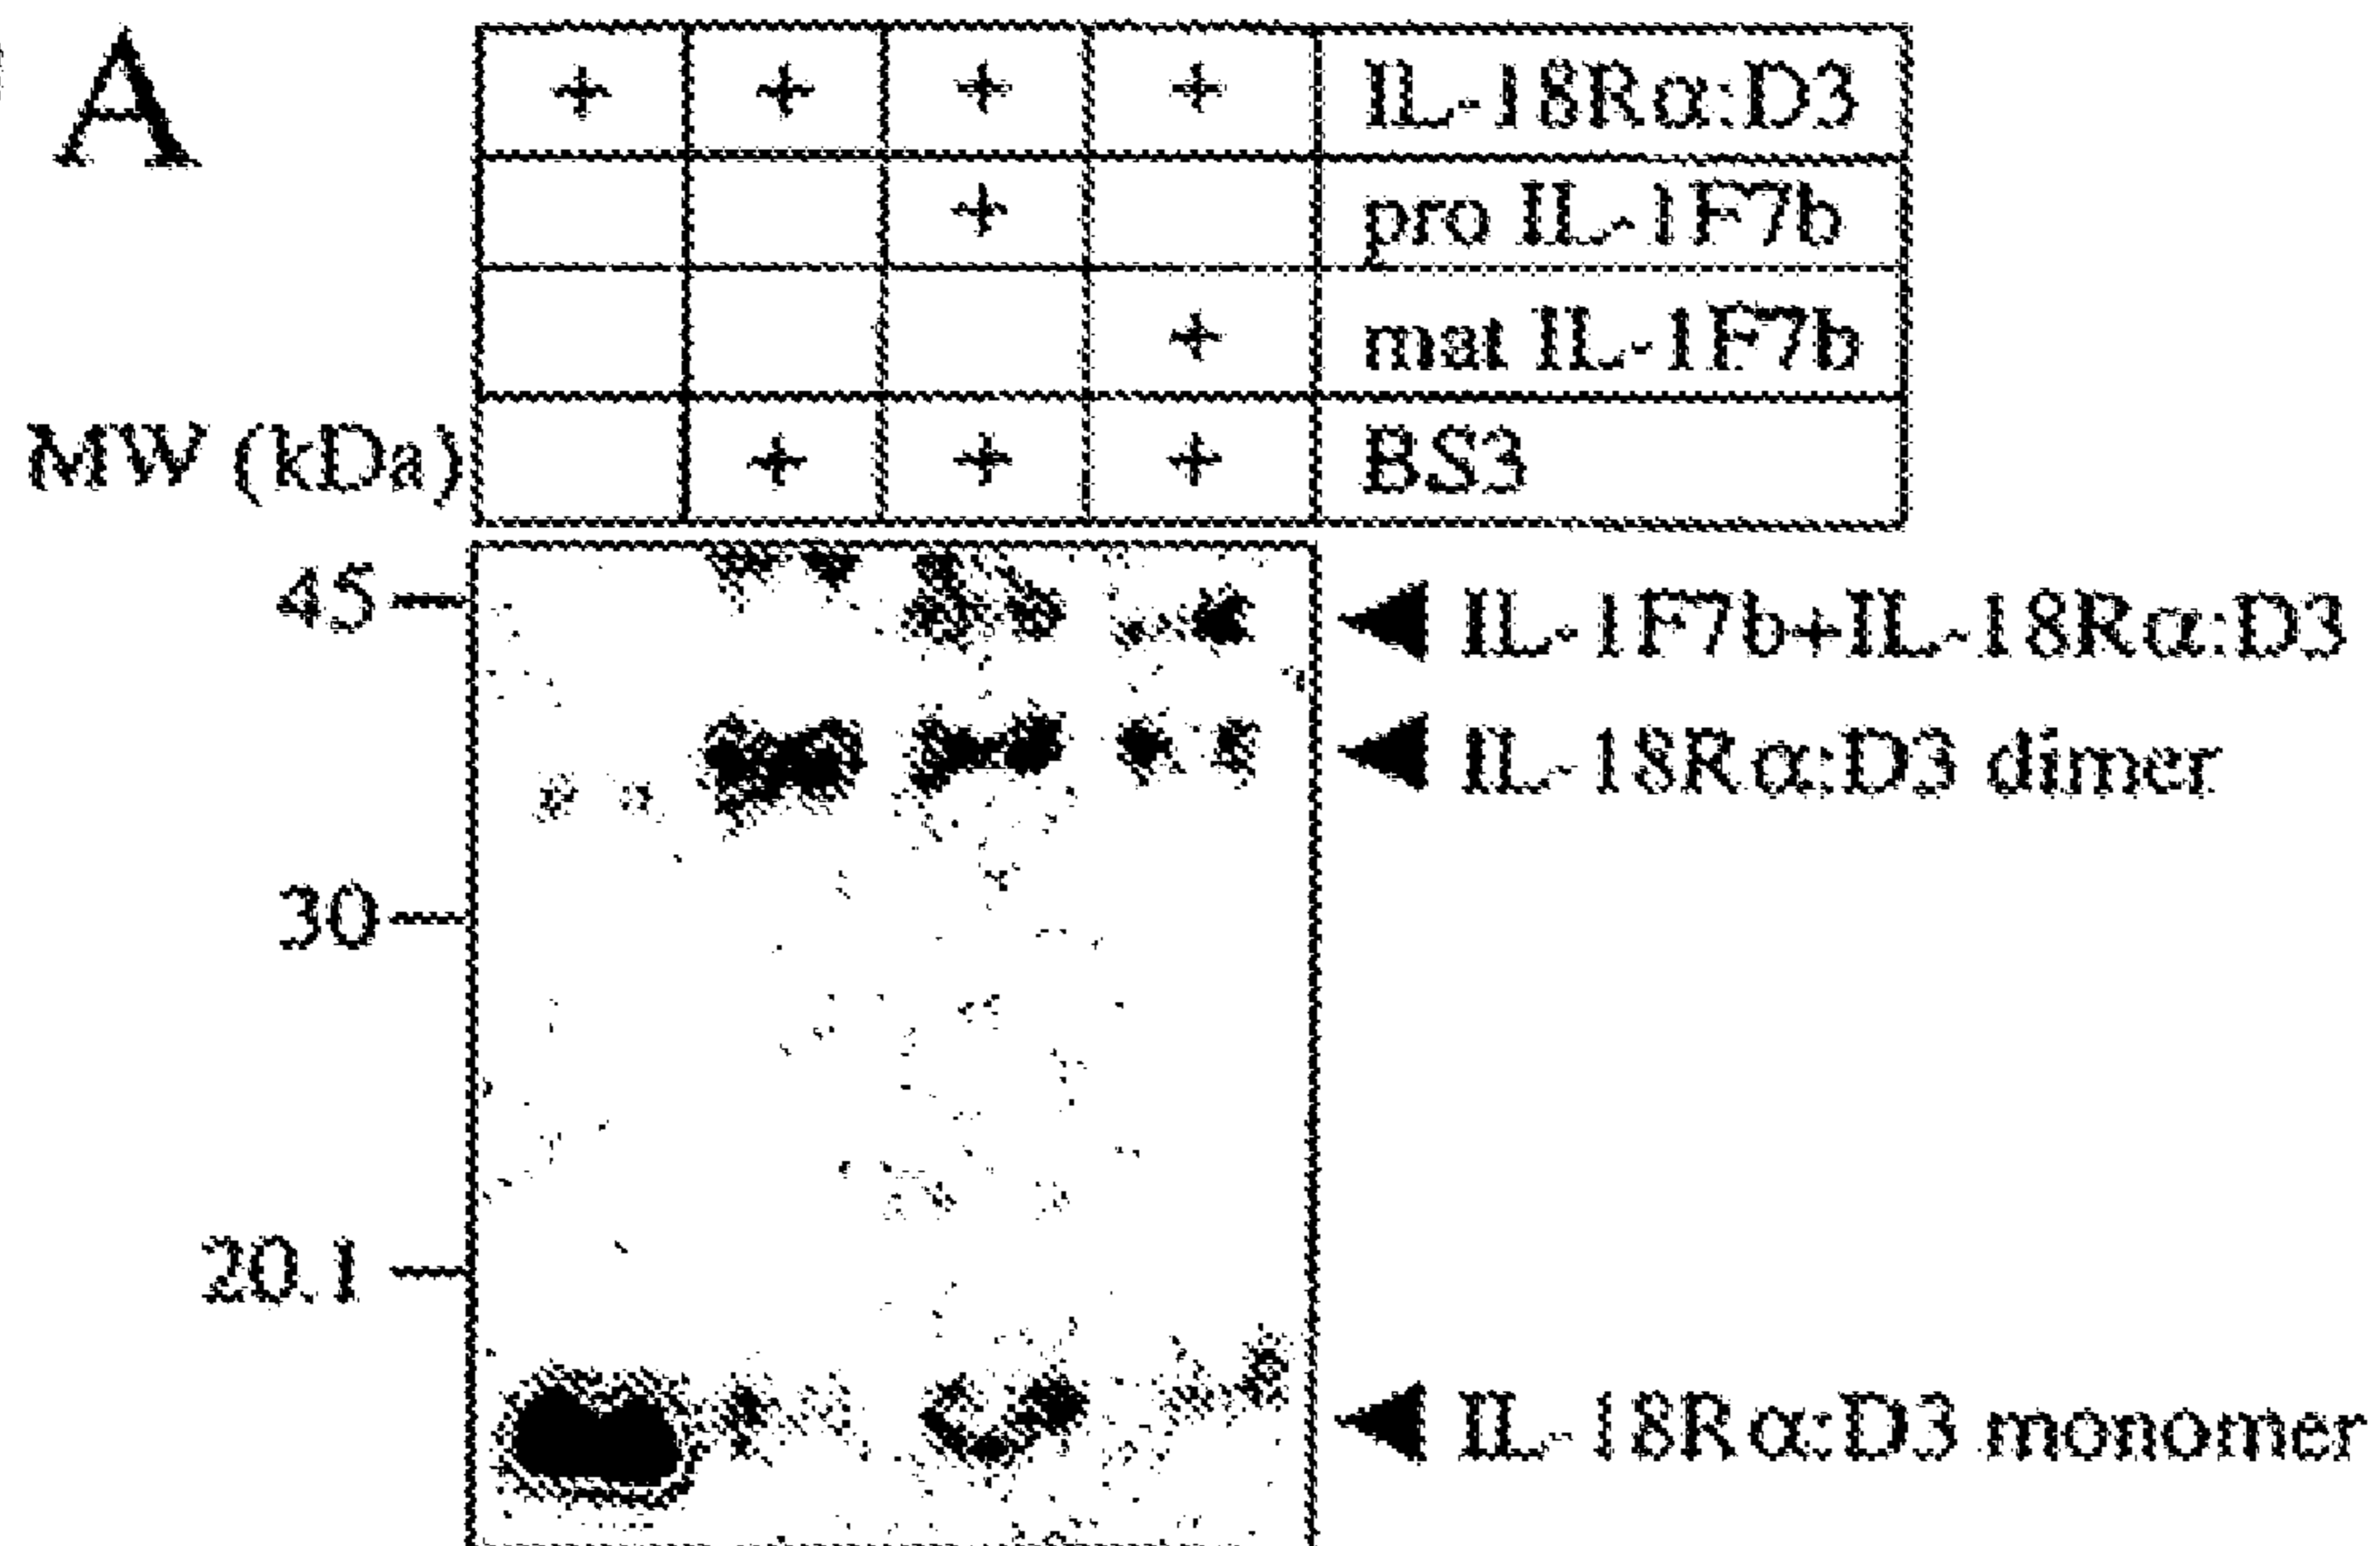 A
+ + + + IL-18Rα:D3
+ pro IL-1F7b
+ mat IL-1F7b
MW (kDa) + + + BS3
45 IL-1F7b+IL-18Rα:D3
IL-18Rα:D3 dimer
30
20.1
IL-18Rα:D3 monomer